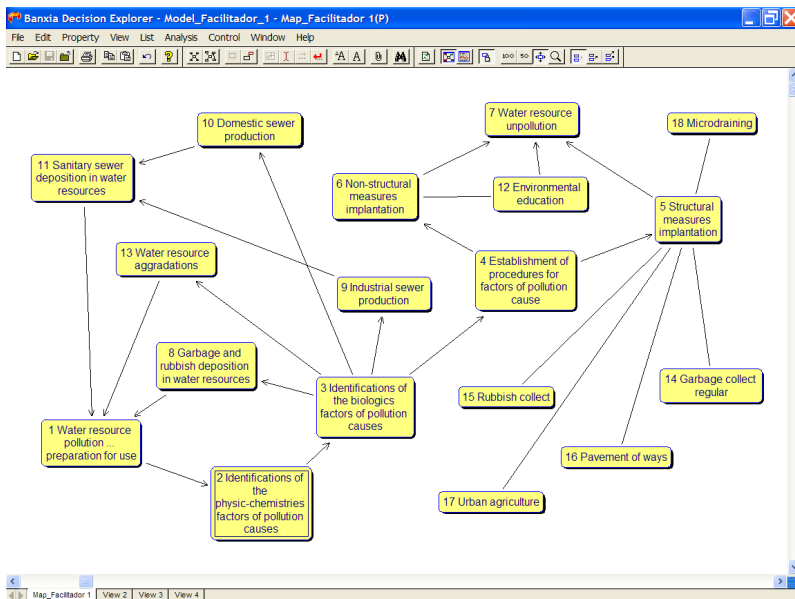 Banxia Decision Explorer - Model_Facilitador_1 - Map_Facilitador 1(P)
File Edit Property View List Analysis Control Window Help
100 50
10 Domestic sewer
production
7 Water resource
unpollution
18 Microdraining
11 Sanitary sewer
deposition in water
resources
6 Non-structural
measures
implantation
12 Environmental
education
5 Structural
measures
implantation
13 Water resource
aggradations
9 Industrial sewer
production
4 Establishment of
procedures for
factors of pollution
cause
8 Garbage and
rubbish deposition
in water resources
3 Identifications of
the biologics
factors of pollution
causes
15 Rubbish collect
14 Garbage collect
regular
1 Water resource
pollution ...
preparation for use
2 Identifications of
the
physic-chemistries
factors of pollution
causes
16 Pavement of ways
17 Urban agriculture
Map_Facilitador 1 View 2 View 3 View 4